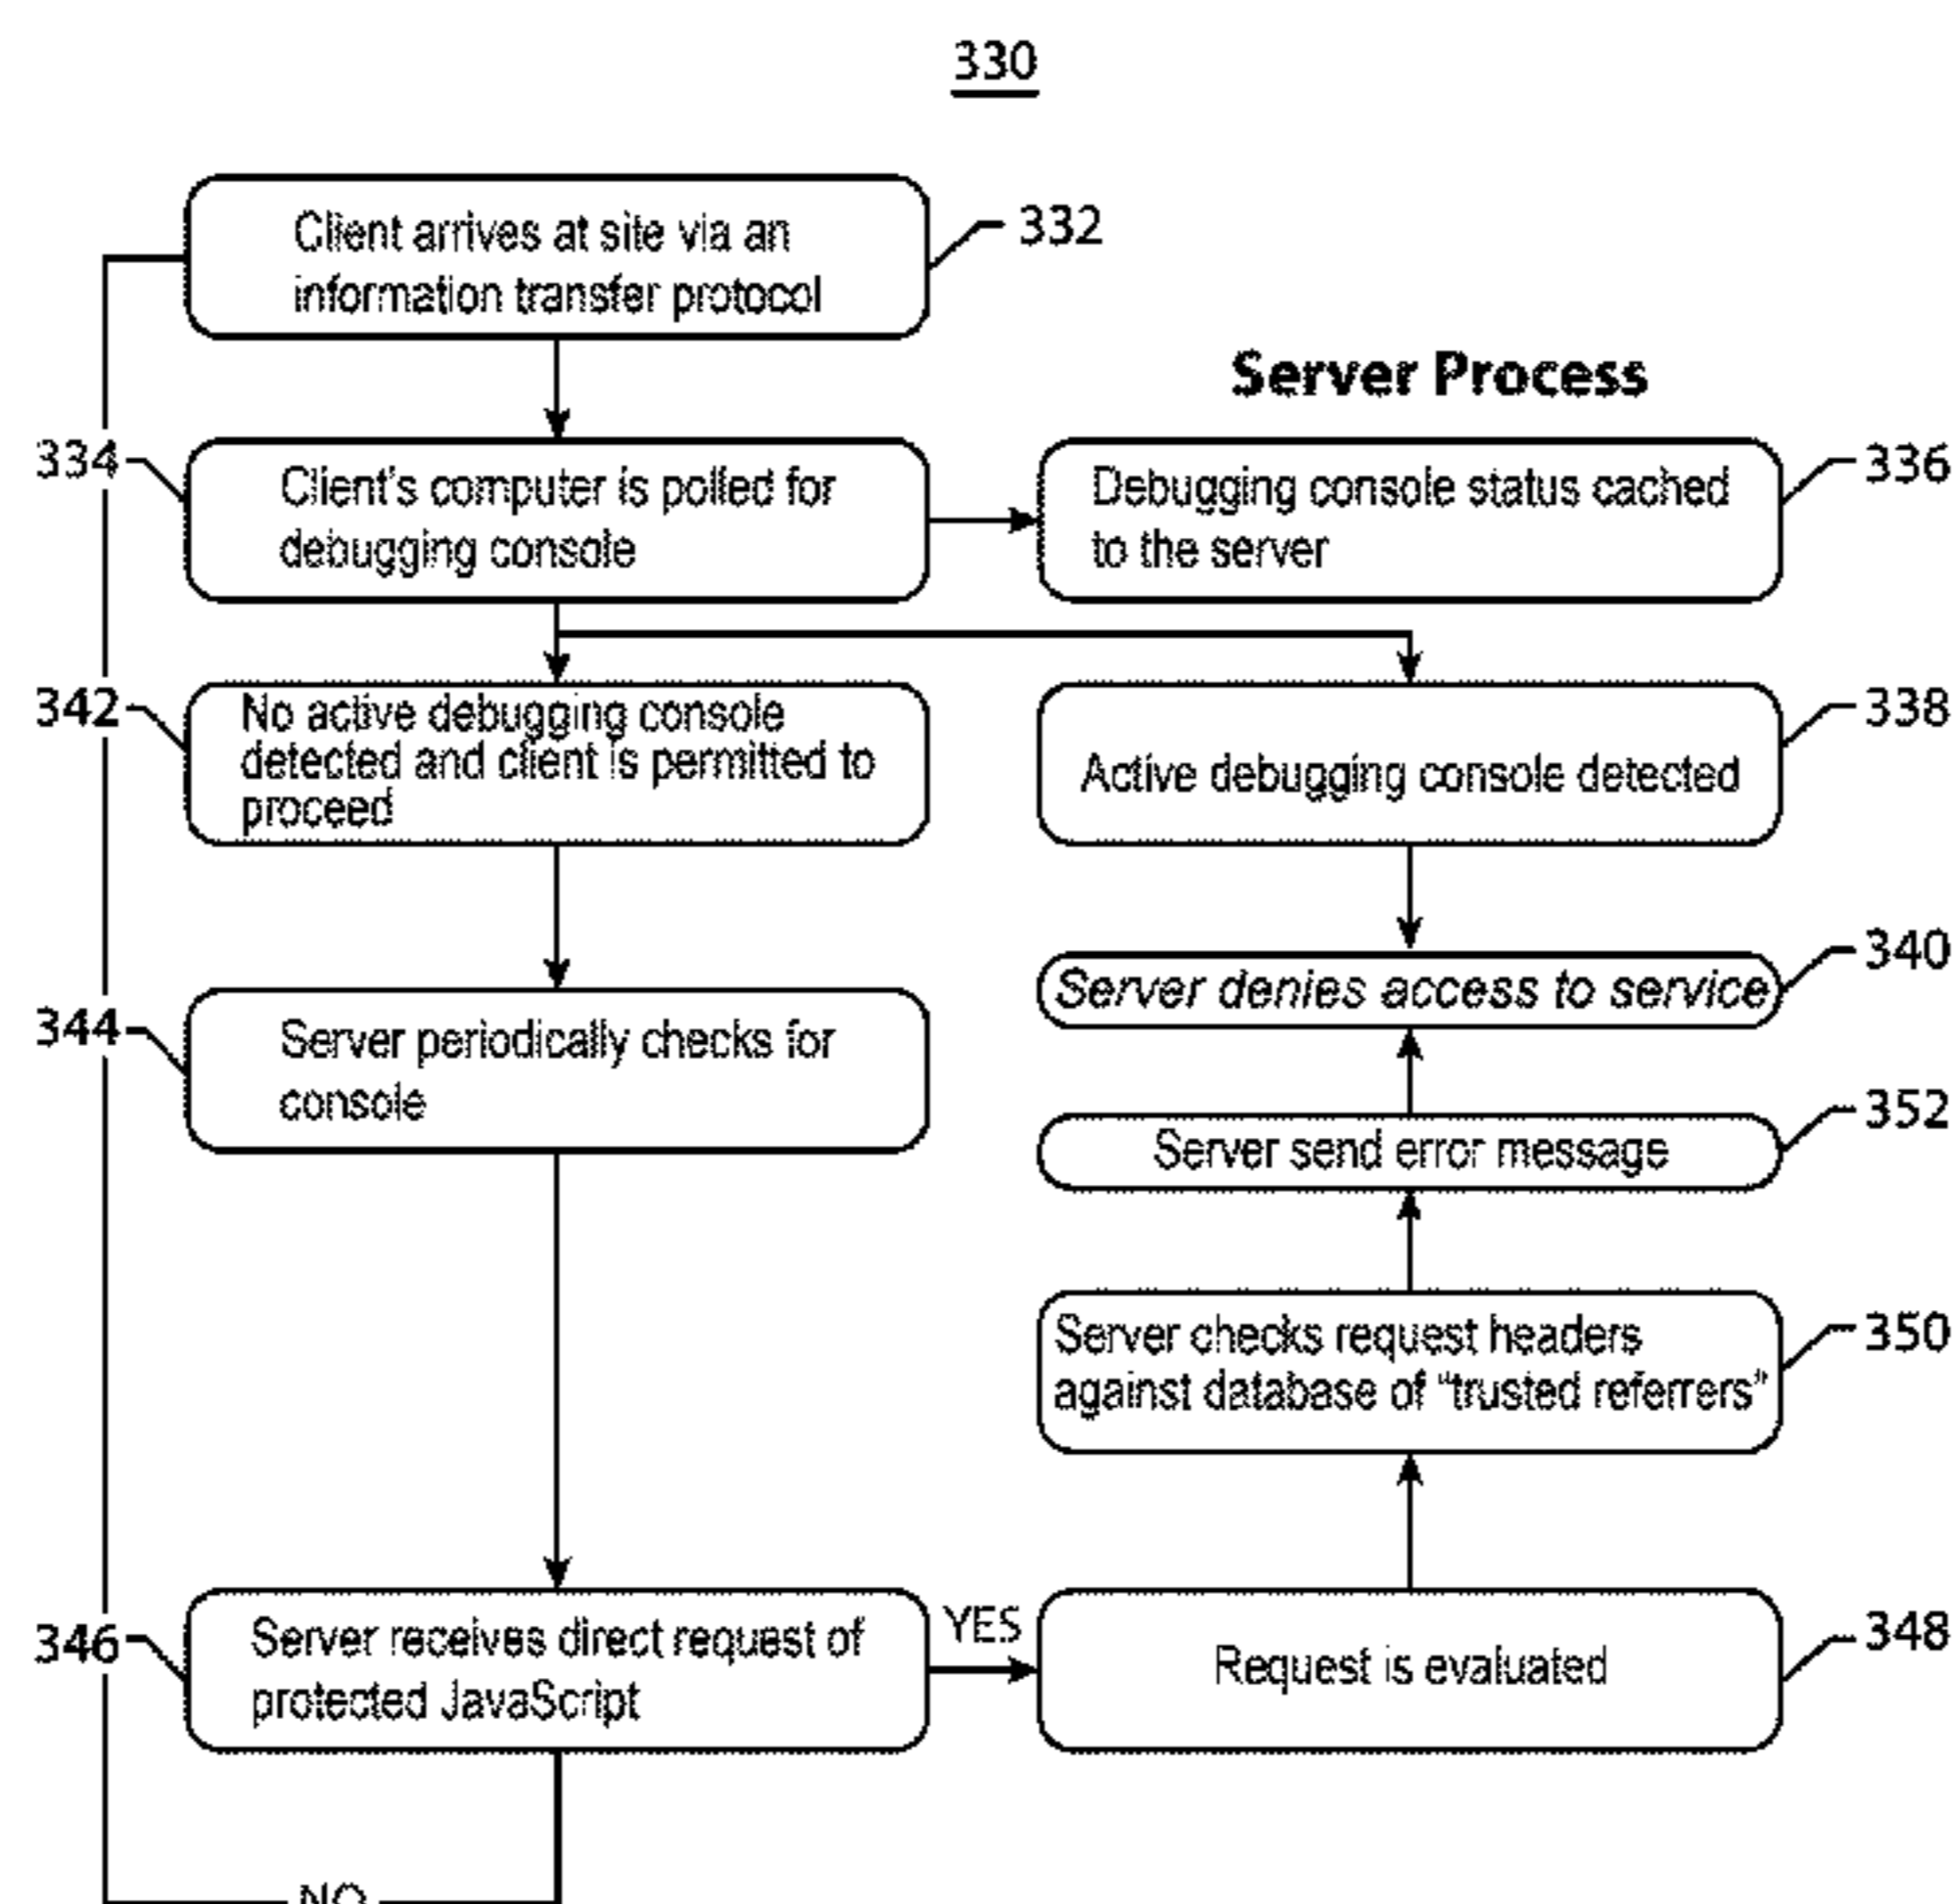 330
Client arrives at site via an
information transfer protocol
332
Server Process
334
Client's computer is polled for
debugging console
Debugging console status cached
to the server
336
342
No active debugging console
detected and client is permitted to
proceed
Active debugging console detected
338
Server denies access to service
340
344
Server periodically checks for
console
Server send error message
352
Server checks request headers
against database of "trusted referrers"
350
346
Server receives direct request of
protected JavaScript
YES
Request is evaluated
348
NO